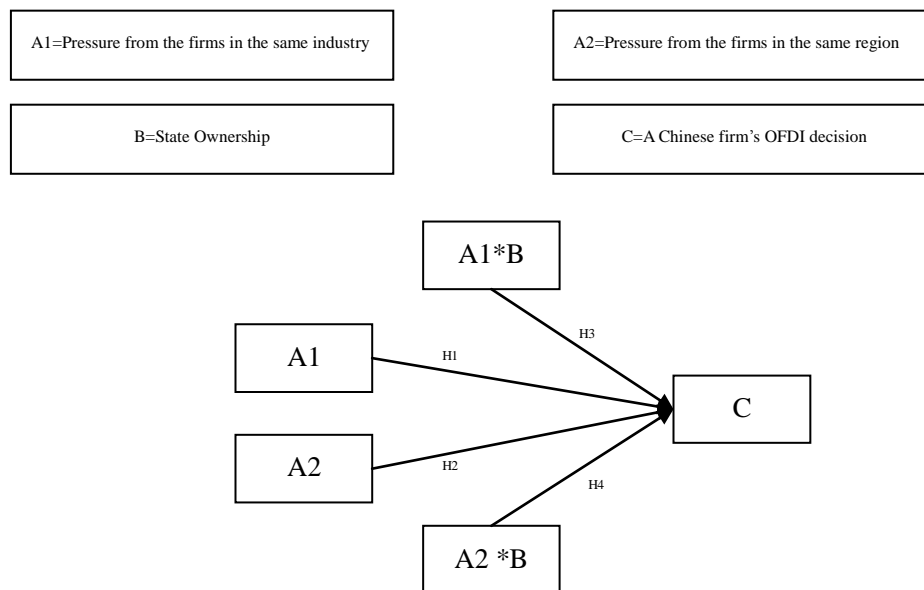 A1=Pressure from the firms in the same industry
A2=Pressure from the firms in the same region
B=State Ownership
C=A Chinese firm’s OFDI decision
A1*B
H3
A1
H1
C
A2
H2
H4
A2 *B